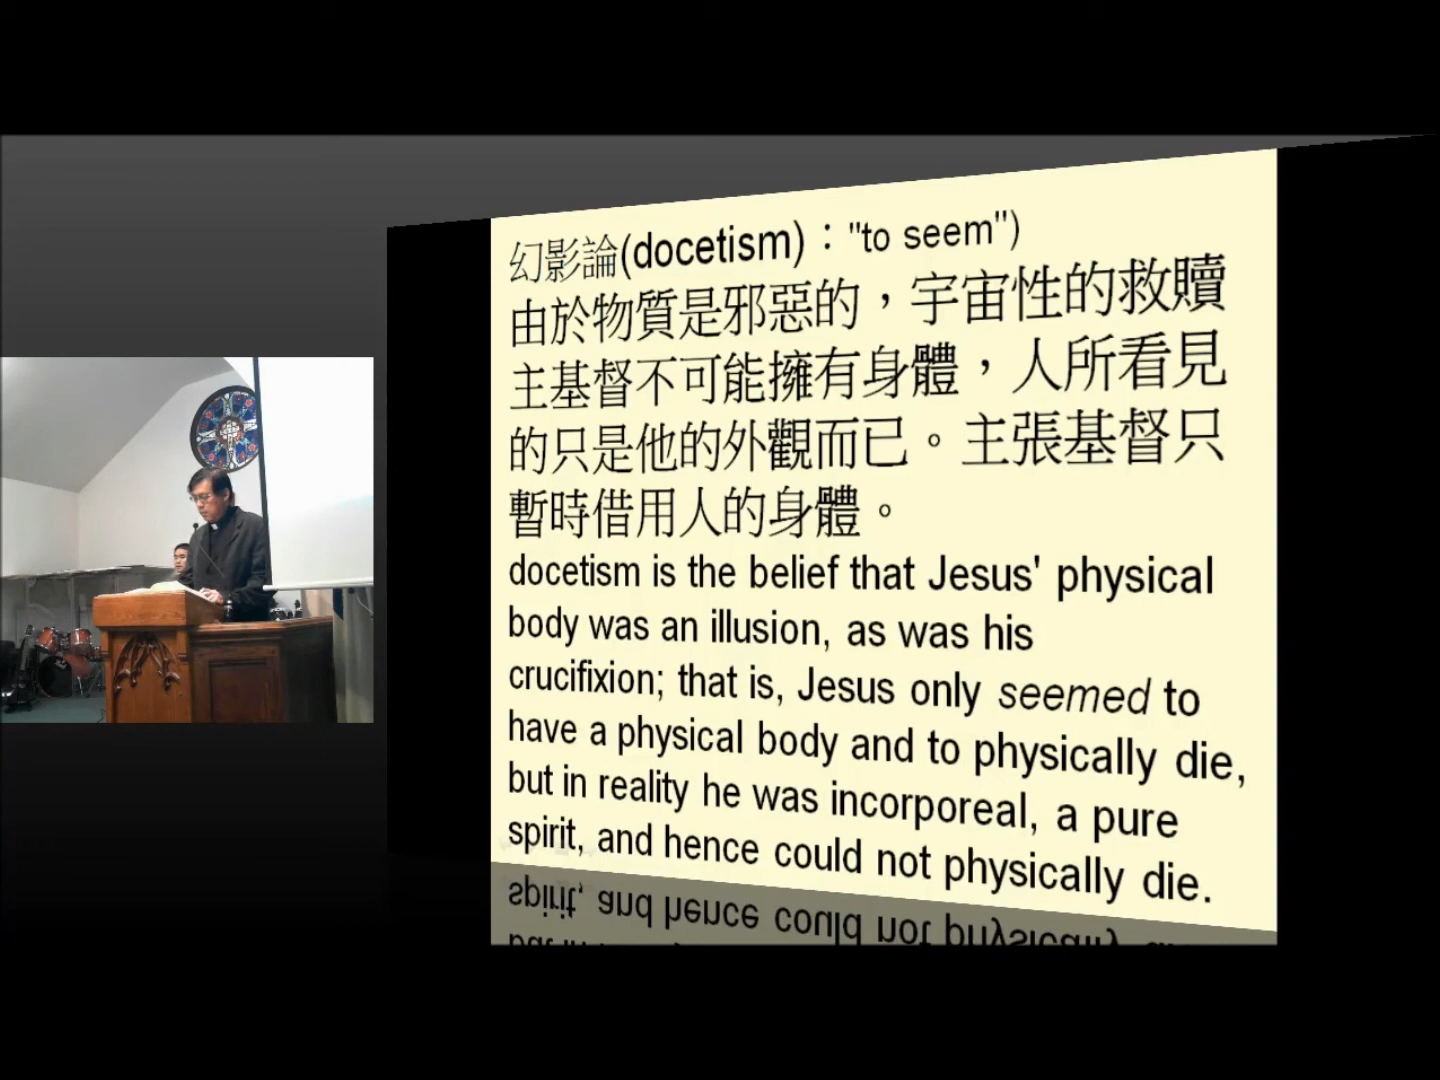 幻影論(docetism)："to seem")
由於物質是邪惡的，宇宙性的救贖
主基督不可能擁有身體，人所看見
的只是他的外觀而已。主張基督只
暫時借用人的身體。
docetism is the belief that Jesus' physical
body was an illusion, as was his
crucifixion; that is, Jesus only seemed to
have a physical body and to physically die,
but in reality he was incorporeal, a pure
spirit, and hence could not physically die.